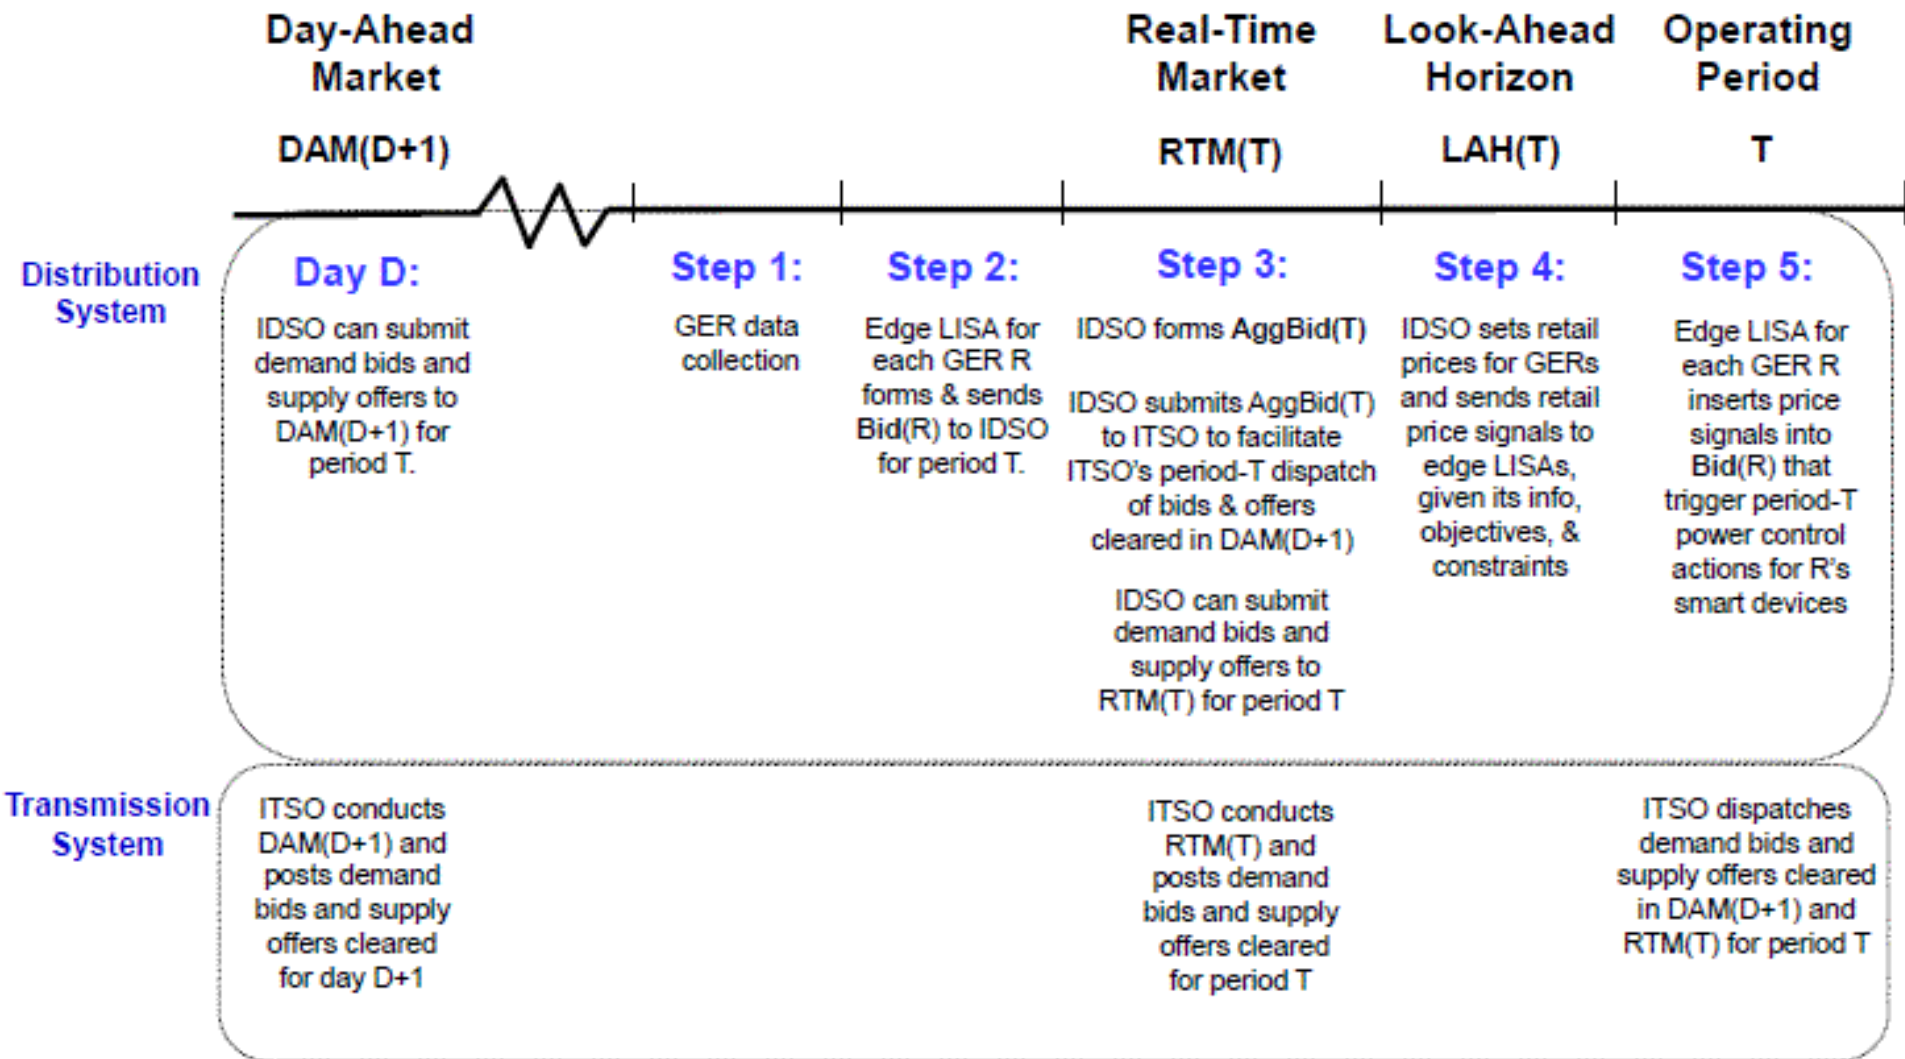 Day-Ahead
Market
DAM(D+1)
Real-Time
Market
RTM(T)
Look-Ahead
Horizon
LAH(T)
Operating
Period
T
Distribution
System
Day D:
IDSO can submit
demand bids and
supply offers to
DAM(D+1) for
period T.
Step 1:
GER data
collection
Step 2:
Edge LISA for
each GER R
forms & sends
Bid(R) to IDSO
for period T.
Step 3:
IDSO forms AggBid(T)
IDSO submits AggBid(T)
to ITSO to facilitate
ITSO's period-T dispatch
of bids & offers
cleared in DAM(D+1)
IDSO can submit
demand bids and
supply offers to
RTM(T) for period T
Step 4:
IDSO sets retail
prices for GERs
and sends retail
price signals to
edge LISAs,
given its info,
objectives, &
constraints
Step 5:
Edge LISA for
each GER R
inserts price
signals into
Bid(R) that
trigger period-T
power control
actions for R's
smart devices
Transmission
System
ITSO conducts
DAM(D+1) and
posts demand
bids and supply
offers cleared
for day D+1
ITSO conducts
RTM(T) and
posts demand
bids and supply
offers cleared
for period T
ITSO dispatches
demand bids and
supply offers cleared
in DAM(D+1) and
RTM(T) for period T